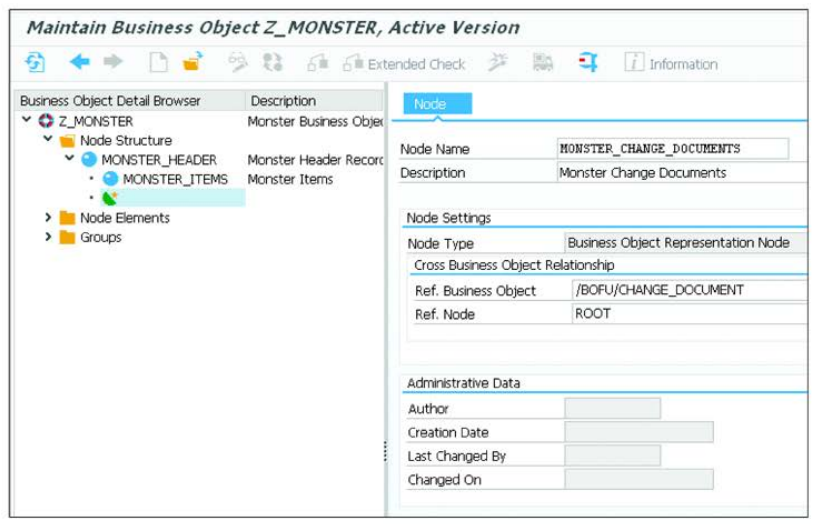 Maintain Business Object Z_MONSTER, Active Version
Extended Check
Information
Business Object Detail Browser Description
Z_MONSTER Monster Business Objec
Node Structure
MONSTER_HEADER Monster Header Record
MONSTER_ITEMS Monster Items
Node Elements
Groups
Node
Node Name MONSTER_CHANGE_DOCUMENTS
Description Monster Change Documents
Node Settings
Node Type Business Object Representation Node
Cross Business Object Relationship
Ref. Business Object /BOFU/CHANGE_DOCUMENT
Ref. Node ROOT
Administrative Data
Author
Creation Date
Last Changed By
Changed On